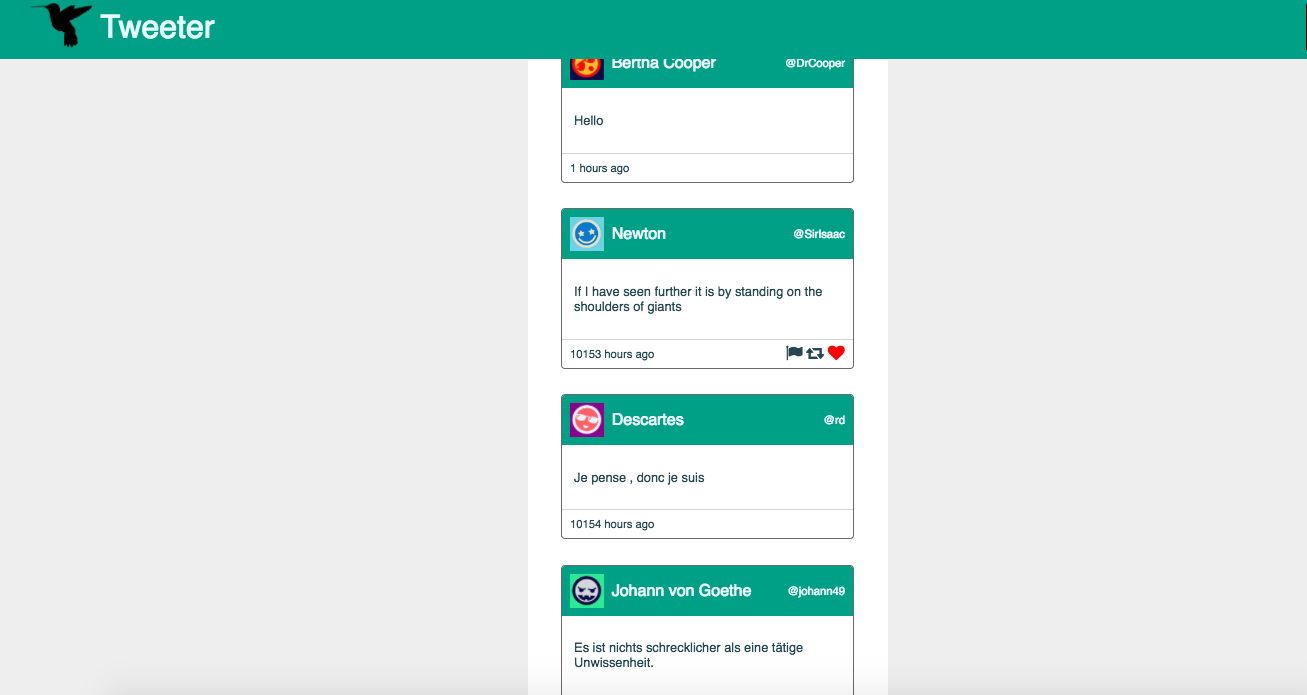 Tweeter
Bertha Cooper @DrCooper
Hello
1 hours ago
Newton @SirIsaac
If I have seen further it is by standing on the
shoulders of giants
10153 hours ago
Descartes @rd
Je pense , donc je suis
10154 hours ago
Johann von Goethe @johann49
Es ist nichts schrecklicher als eine tätige
Unwissenheit.